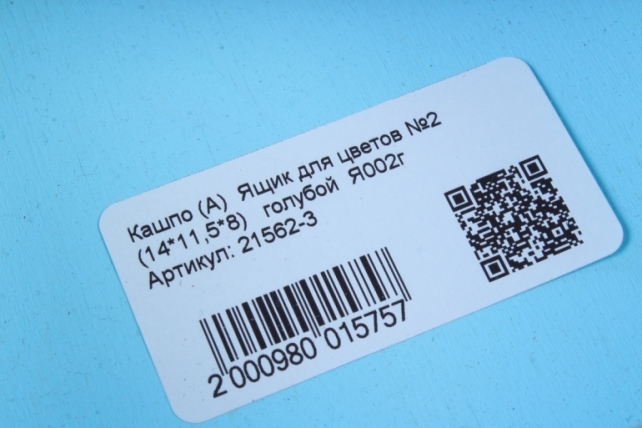 Кашпо (А) Ящик для цветов №2
(14*11,5*8) голубой Я002г
Артикул: 21562-3
2 000980 015757